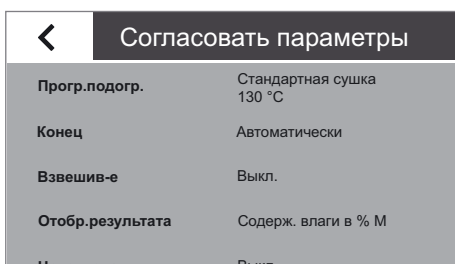 Согласовать параметры
Прогр.подогр. Стандартная сушка
130 °C
Конец Автоматически
Взвешив-е Выкл.
Отобр.результата Содерж. влаги в % М